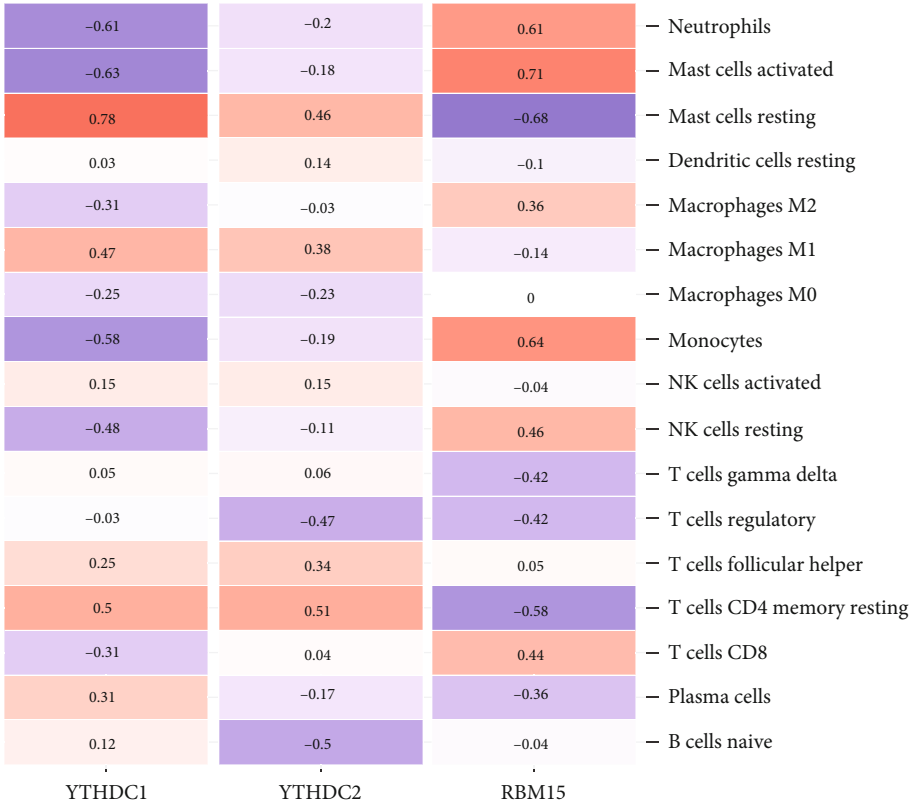 –0.61 –0.2 0.61 Neutrophils
–0.63 –0.18 0.71 Mast cells activated
0.78 0.46 –0.68 Mast cells resting
0.03 0.14 –0.1 Dendritic cells resting
–0.31 –0.03 0.36 Macrophages M2
0.47 0.38 –0.14 Macrophages M1
–0.25 –0.23 0 Macrophages M0
–0.58 –0.19 0.64 Monocytes
0.15 0.15 –0.04 NK cells activated
–0.48 –0.11 0.46 NK cells resting
0.05 0.06 –0.42 T cells gamma delta
–0.03 –0.47 –0.42 T cells regulatory
0.25 0.34 0.05 T cells follicular helper
0.5 0.51 –0.58 T cells CD4 memory resting
–0.31 0.04 0.44 T cells CD8
0.31 –0.17 –0.36 Plasma cells
0.12 –0.5 –0.04 B cells naive
YTHDC1 YTHDC2 RBM15